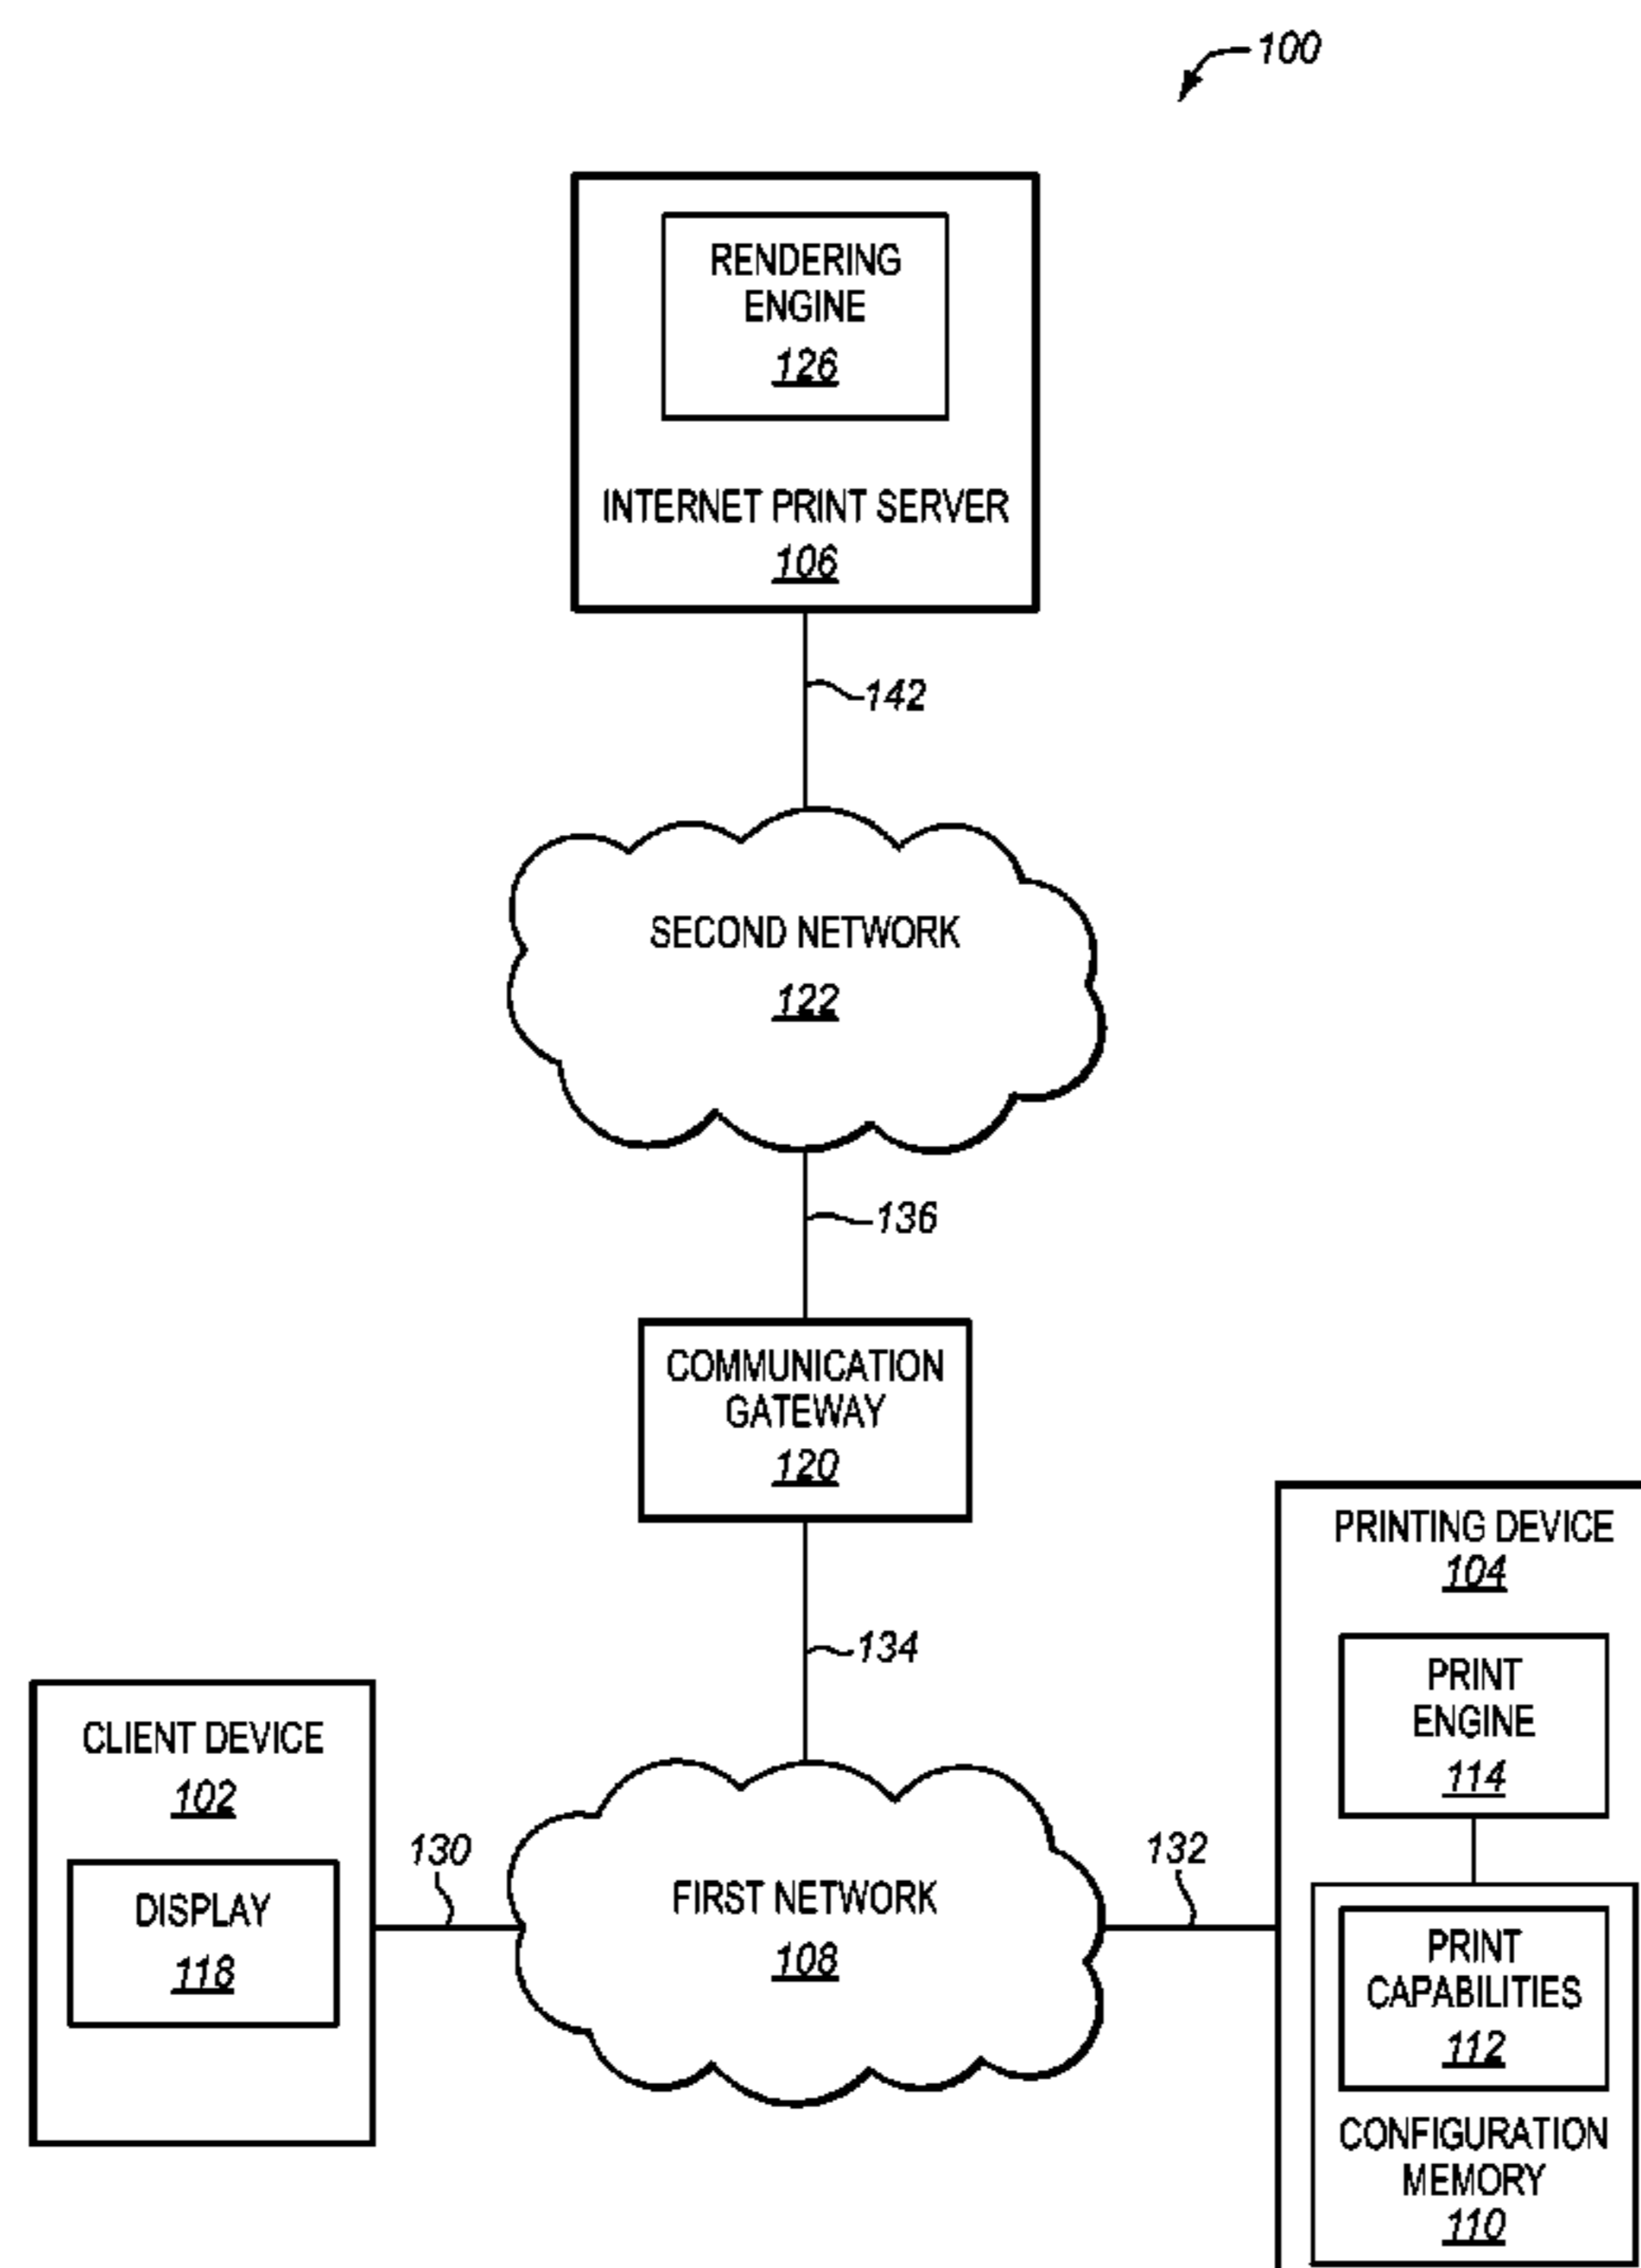 100
RENDERING
ENGINE
126
INTERNET PRINT SERVER
106
142
SECOND NETWORK
122
136
COMMUNICATION
GATEWAY
120
134
PRINTING DEVICE
104
PRINT
ENGINE
114
CLIENT DEVICE
102
DISPLAY
118
130
FIRST NETWORK
108
132
PRINT
CAPABILITIES
112
CONFIGURATION
MEMORY
110